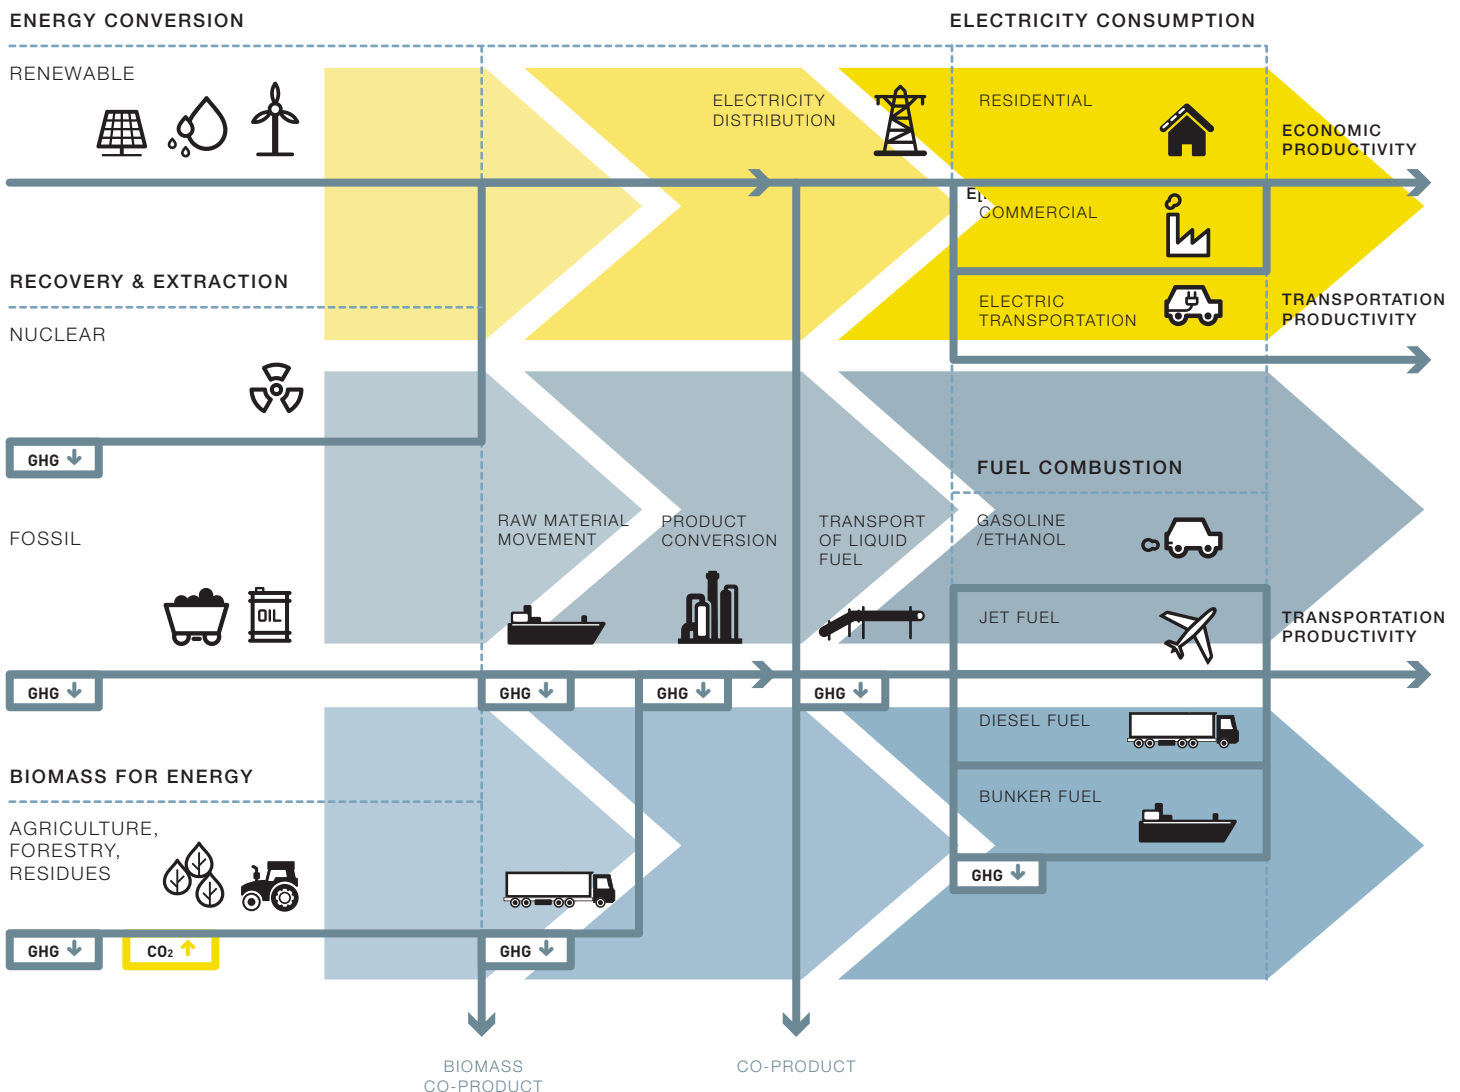 ENERGY CONVERSION
ELECTRICITY CONSUMPTION
RENEWABLE
ELECTRICITY
DISTRIBUTION
RESIDENTIAL
ECONOMIC
PRODUCTIVITY
COMMERCIAL
RECOVERY & EXTRACTION
ELECTRIC
TRANSPORTATION
TRANSPORTATION
PRODUCTIVITY
NUCLEAR
GHG
FUEL COMBUSTION
FOSSIL
RAW MATERIAL
MOVEMENT
PRODUCT
CONVERSION
TRANSPORT
OF LIQUID
FUEL
GASOLINE
/ETHANOL
OIL
JET FUEL
TRANSPORTATION
PRODUCTIVITY
GHG
GHG
GHG
GHG
DIESEL FUEL
BIOMASS FOR ENERGY
BUNKER FUEL
AGRICULTURE,
FORESTRY,
RESIDUES
GHG
GHG
CO2
GHG
BIOMASS
CO-PRODUCT
CO-PRODUCT